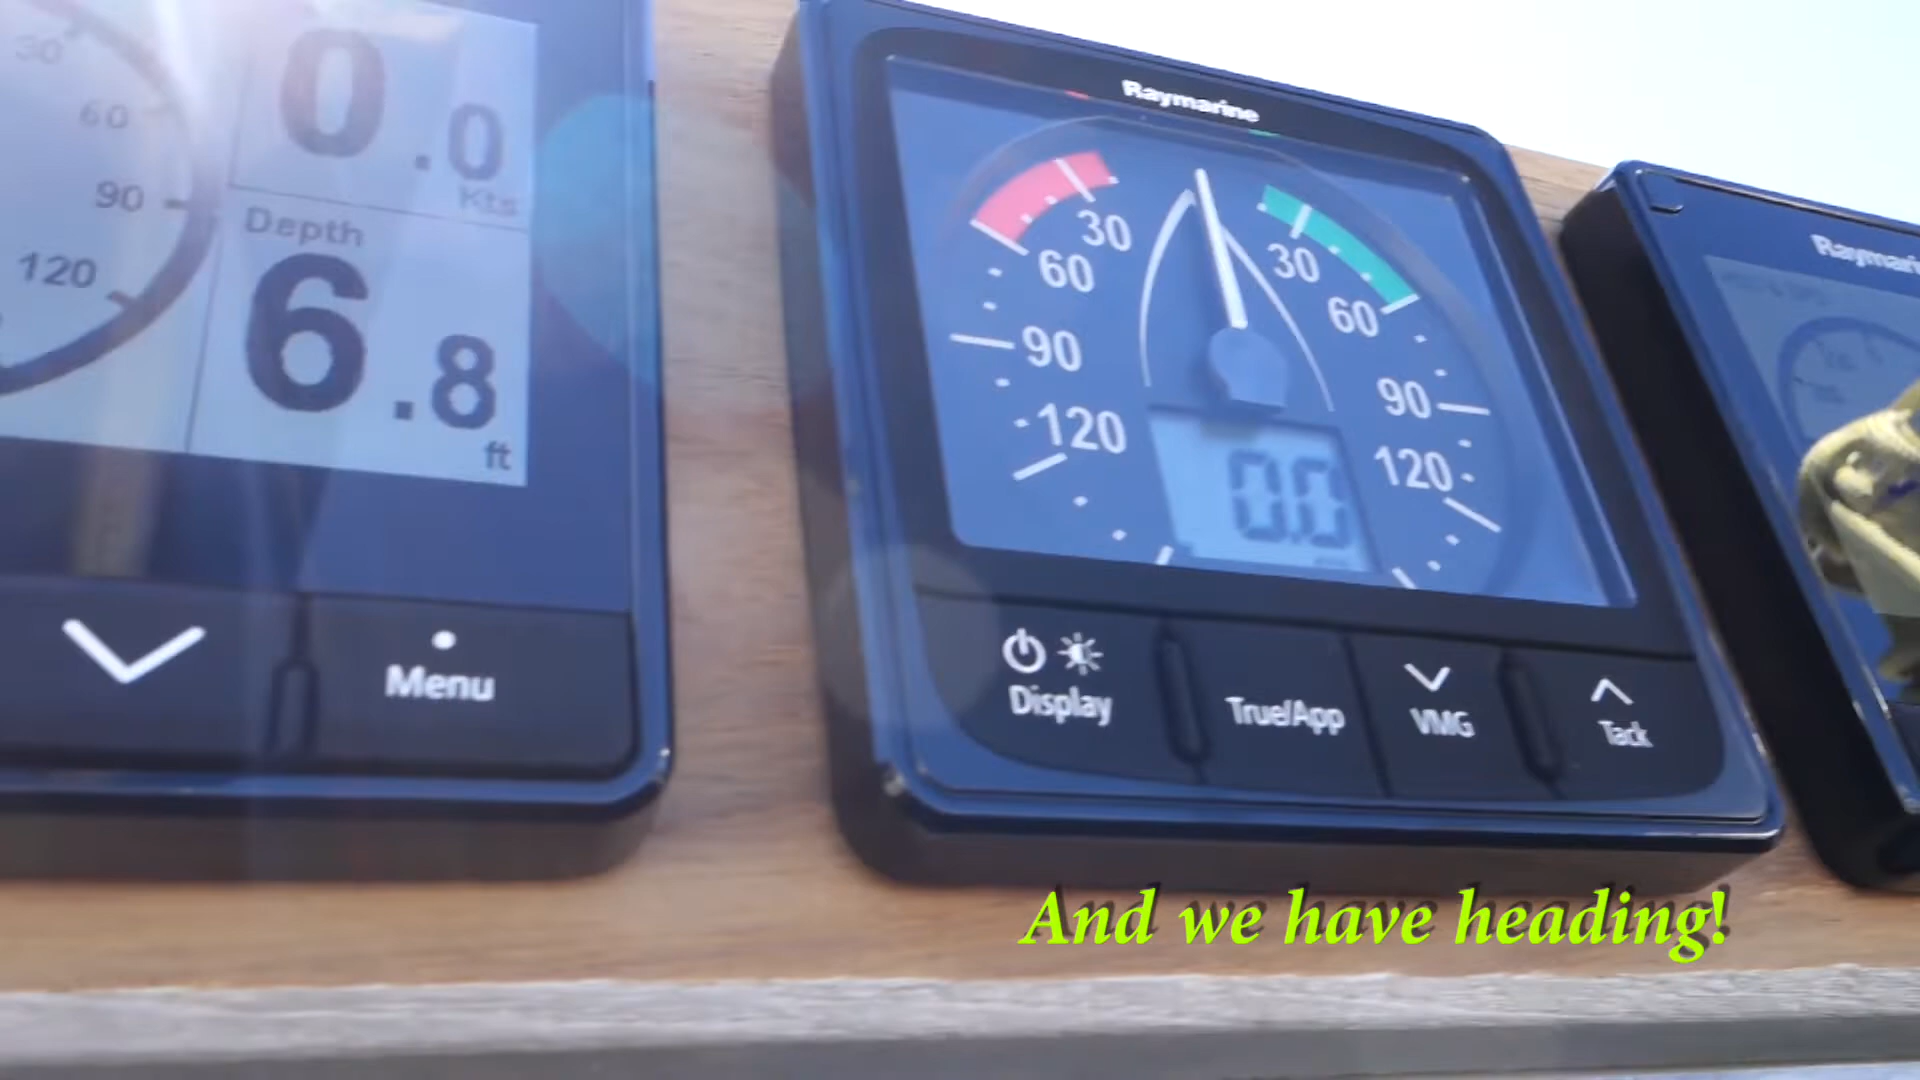 30
60
90
120
0.0
Kts
Depth
6.8
ft
Menu
Raymarine
30
60
90
120
30
60
90
120
0.0
Display
True/App
VMG
Tack
Raymari
And we have heading!